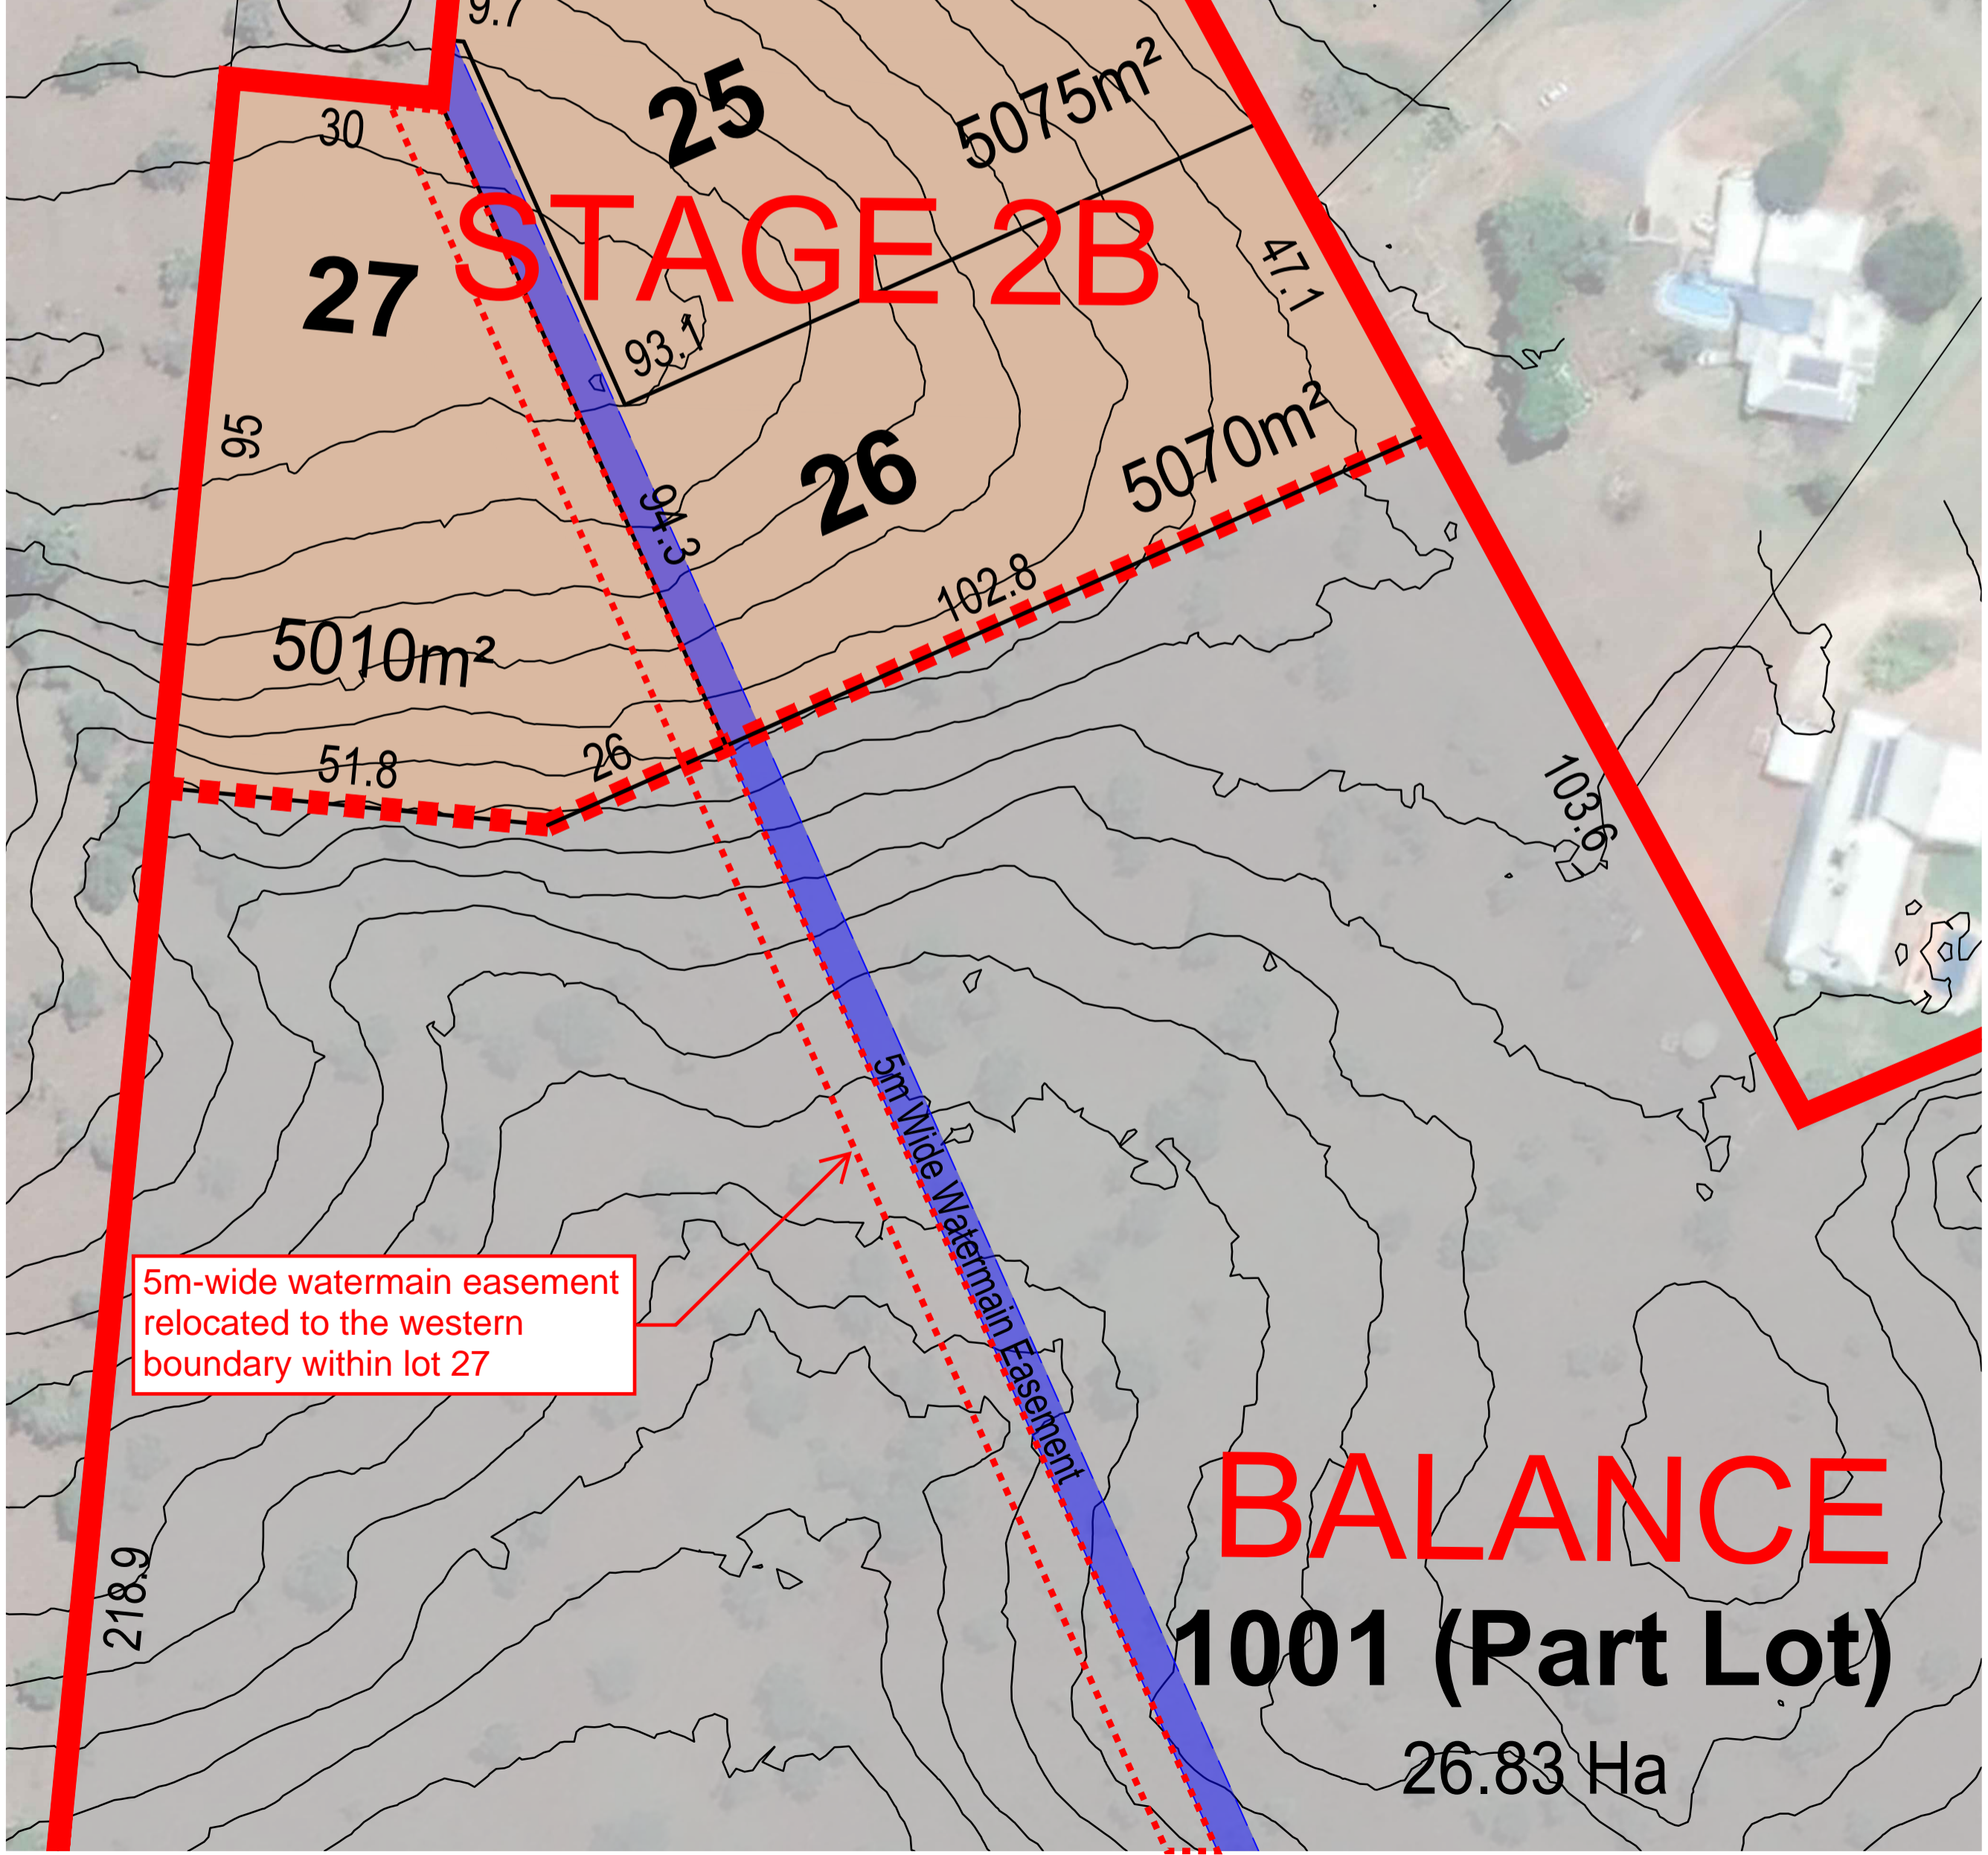 9.7
25
5075m²
30
STAGE 2B
47.1
27
93.1
95
26
5070m²
94.3
102.8
5010m²
51.8
26
103.6
5m Wide Watermain Easement
5m-wide watermain easement
relocated to the western
boundary within lot 27
BALANCE
218.9
1001 (Part Lot)
26.83 Ha